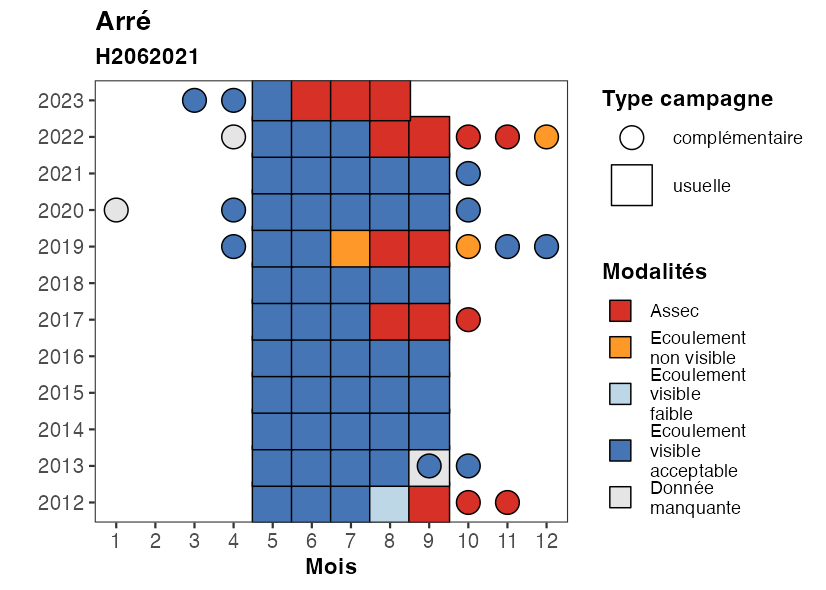 Arré
H2062021
2023
2022
2021
2020
2019
2018
2017
2016
2015
2014
2013
2012
1 2 3 4 5 6 7 8 9 10 11 12
Mois
Type campagne
complémentaire
usuelle
Modalités
Assec
Ecoulement
non visible
Ecoulement
visible
faible
Ecoulement
visible
acceptable
Donnée
manquante